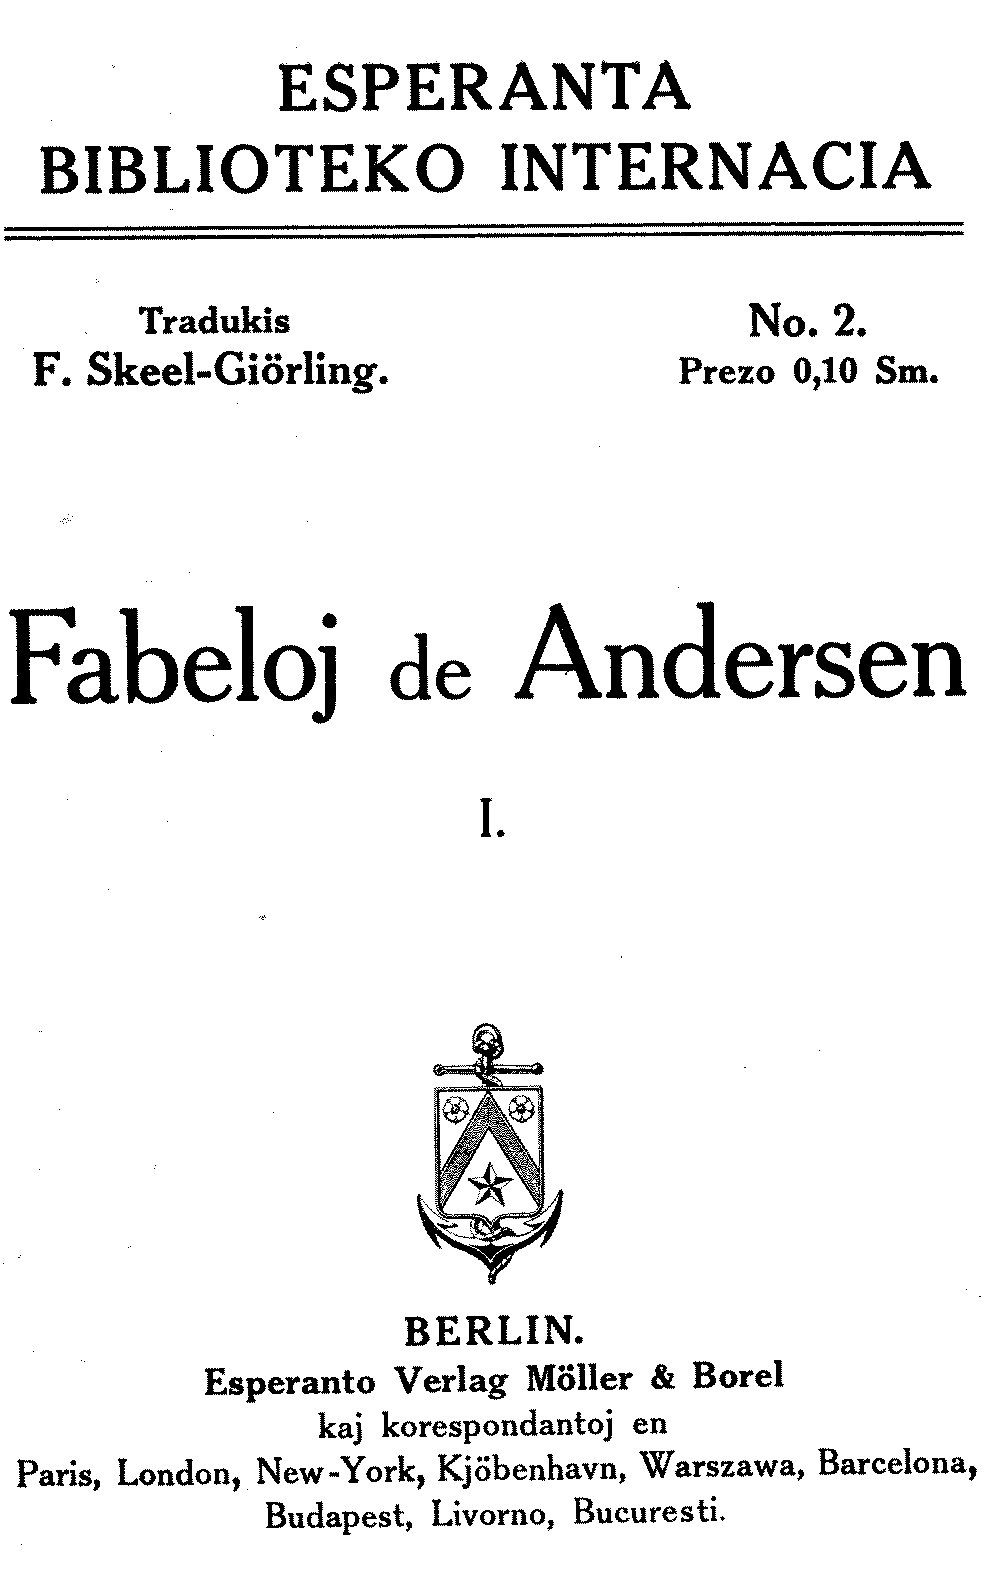 ESPERANTA
BIBLIOTEKO INTERNACIA
Tradukis
F. Skeel-Giörling.
No. 2.
Prezo 0,10 Sm.
Fabeloj de Andersen
I.
BERLIN.
Esperanto Verlag Möller & Borel
kaj korespondantoj en
Paris, London, New-York, Kjöbenhavn, Warszawa, Barcelona,
Budapest, Livorno, Bucuresti.